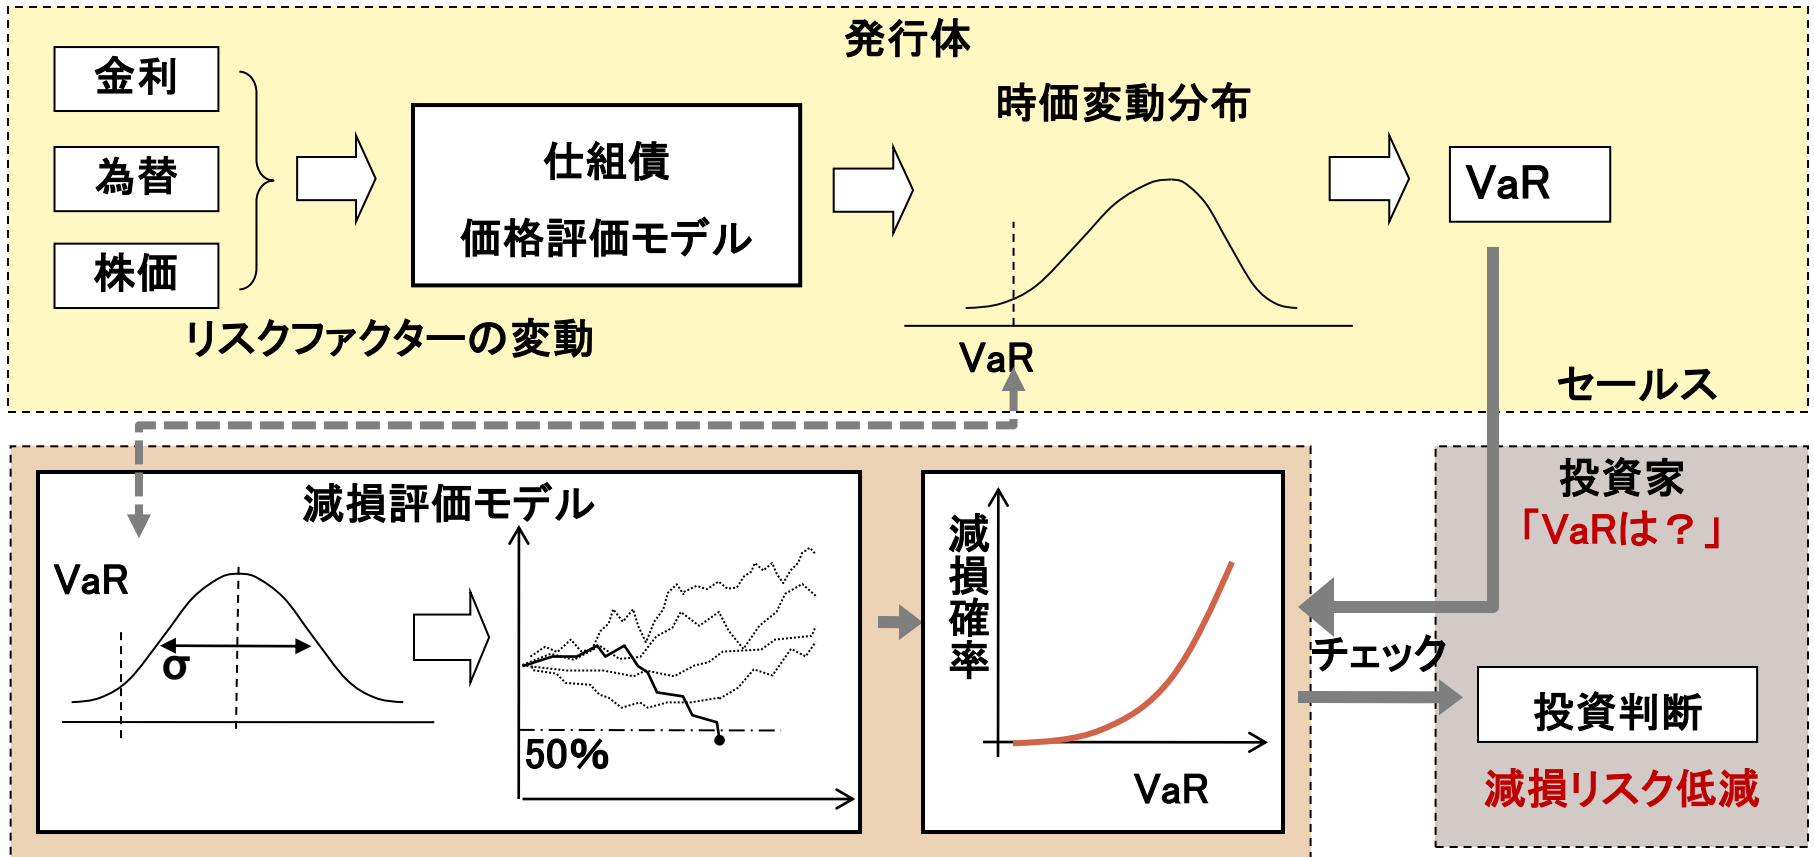 発行体
金利
為替
株価
リスクファクターの変動
仕組債
価格評価モデル
時価変動分布
VaR
VaR
セールス
減損評価モデル
VaR
σ
50%
減損確率
VaR
チェック
投資家
「VaRは？」
投資判断
減損リスク低減